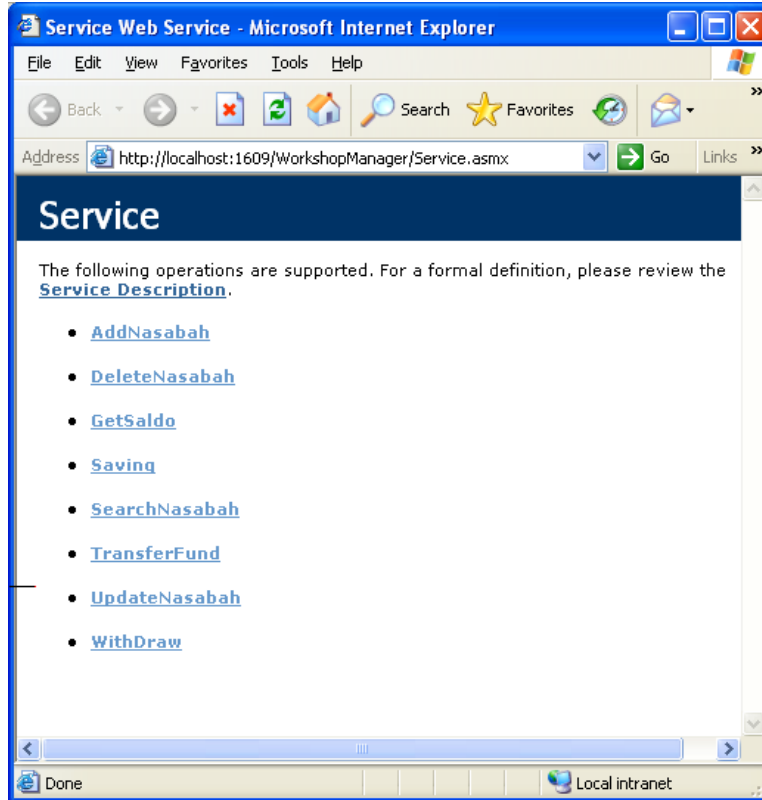 Service Web Service - Microsoft Internet Explorer
File Edit View Favorites Tools Help
Back Search Favorites »
Address http://localhost:1609/WorkshopManager/Service.asmx Go Links »
Service
The following operations are supported. For a formal definition, please review the
Service Description.
• AddNasabah
• DeleteNasabah
• GetSaldo
• Saving
• SearchNasabah
• TransferFund
• UpdateNasabah
• WithDraw
Done Local intranet